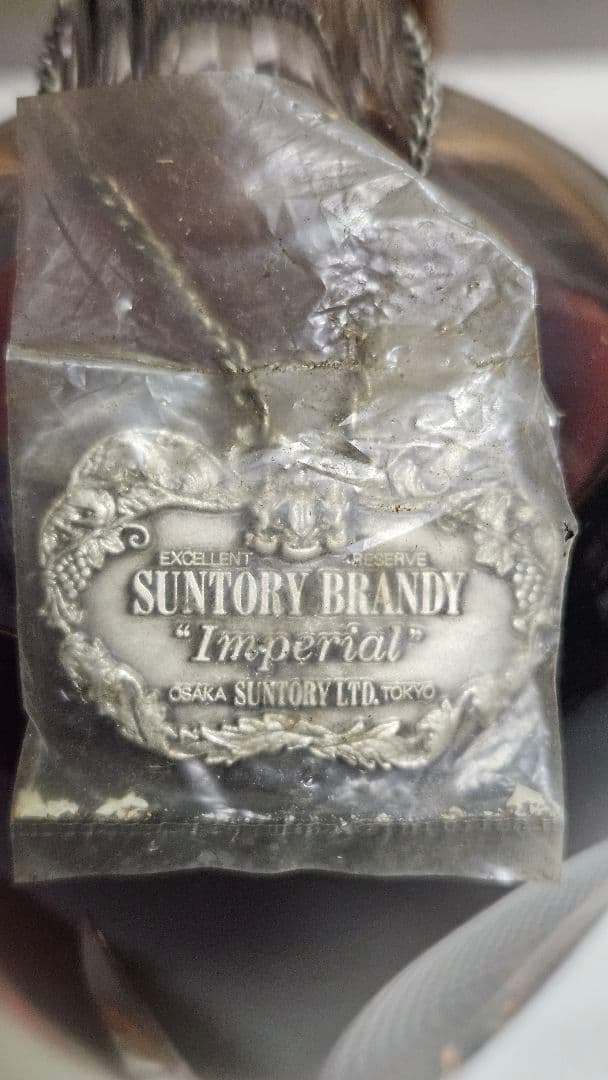 EXCELLENT RESERVE
SUNTORY BRANDY
"Imperial"
OSAKA SUNTORY LTD. TOKYO